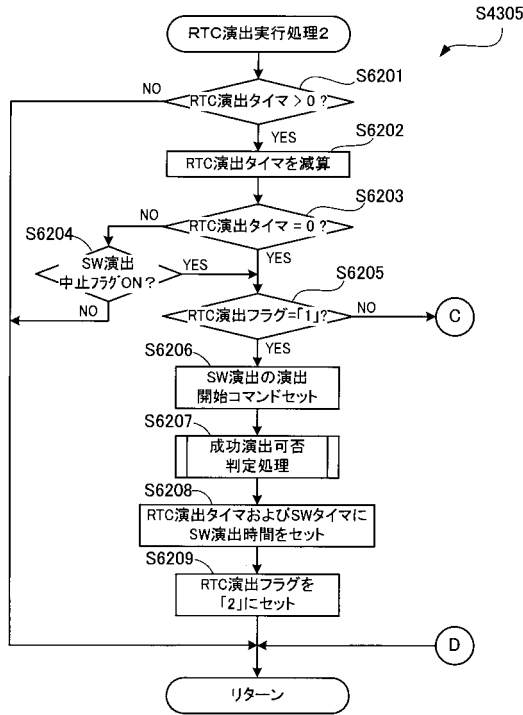 S4305
RTC演出実行処理2
S6201
NO
RTC演出タイマ > 0 ?
YES
S6202
RTC演出タイマを減算
S6203
NO
RTC演出タイマ = 0 ?
YES
S6204
SW演出
中止フラグON ?
YES
NO
S6205
RTC演出フラグ=「1」?
NO
C
YES
S6206
SW演出の演出
開始コマンドセット
S6207
成功演出可否
判定処理
S6208
RTC演出タイマおよびSWタイマに
SW演出時間をセット
S6209
RTC演出フラグを
「2」にセット
D
リターン